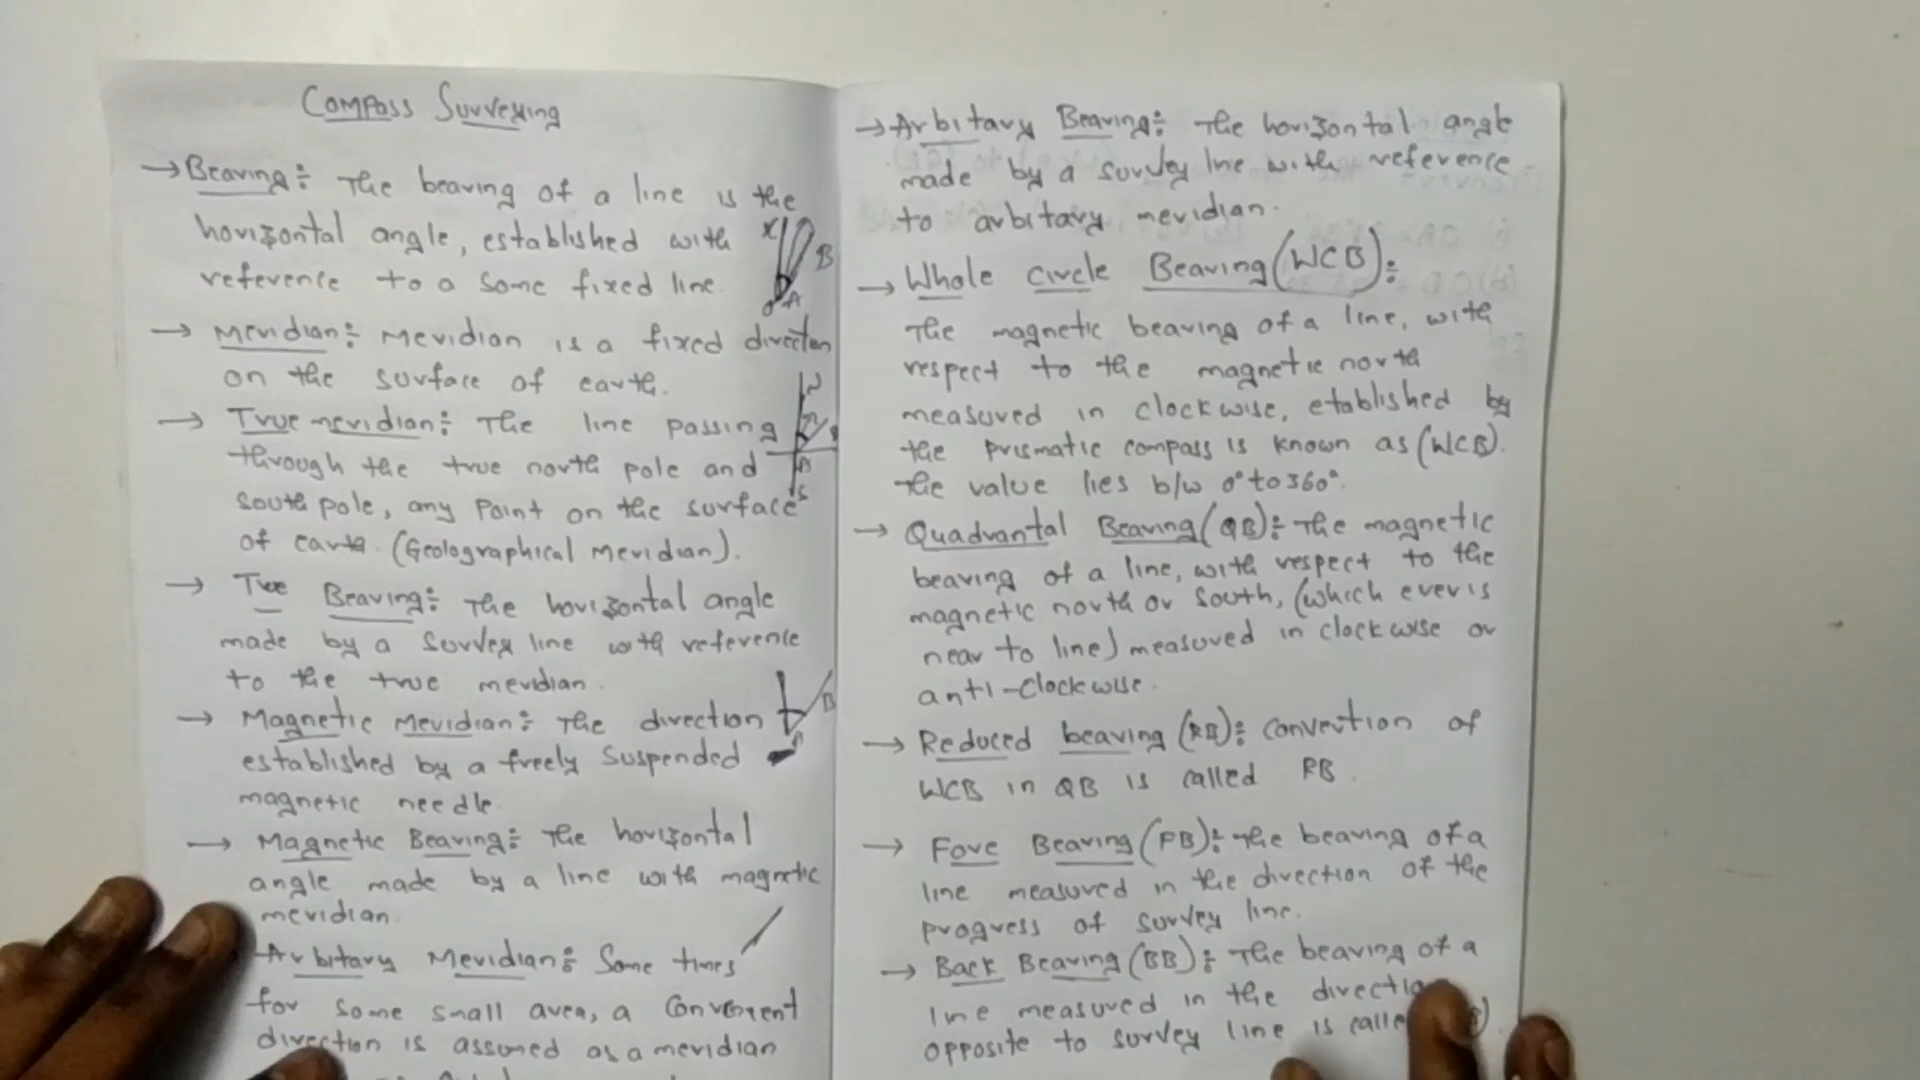 Compass Surveying
→ Bearing:- The bearing of a line is the
horizontal angle, established with
reference to a some fixed line.
X
B
O
A
→ Meridian:- Meridian is a fixed direction
on the surface of earth.
→ True meridian:- The line passing
through the true north pole and
south pole, any point on the surface
of earth. (Geolographical Meridian).
N
S
→ True Bearing:- The horizontal angle
made by a survey line with reference
to the true meridian.
→ Magnetic Meridian:- The direction
established by a freely suspended
magnetic needle.
B
A
→ Magnetic Bearing:- The horizontal
angle made by a line with magnetic
meridian.
Arbitary Meridian:- Some times
for some small area, a convenent
direction is assumed as a meridian
→ Arbitary Bearing:- The horizontal angle
made by a survey line with reference
to arbitary meridian.
→ Whole Circle Bearing (WCB):-
The magnetic bearing of a line, with
respect to the magnetic north
measured in clockwise, etablished by
the prismatic compass is known as (WCB).
The value lies b/w 0° to 360°.
→ Quadrantal Bearing (QB):- The magnetic
bearing of a line, with respect to the
magnetic north or south, (which ever is
near to line) measured in clockwise or
anti-clockwise.
→ Reduced bearing (RB):- Convertion of
WCB in QB is called RB.
→ Fore Bearing (FB):- The bearing of a
line measured in the direction of the
progress of survey line.
→ Back Bearing (BB):- The bearing of a
line measured in the
opposite to survey line is